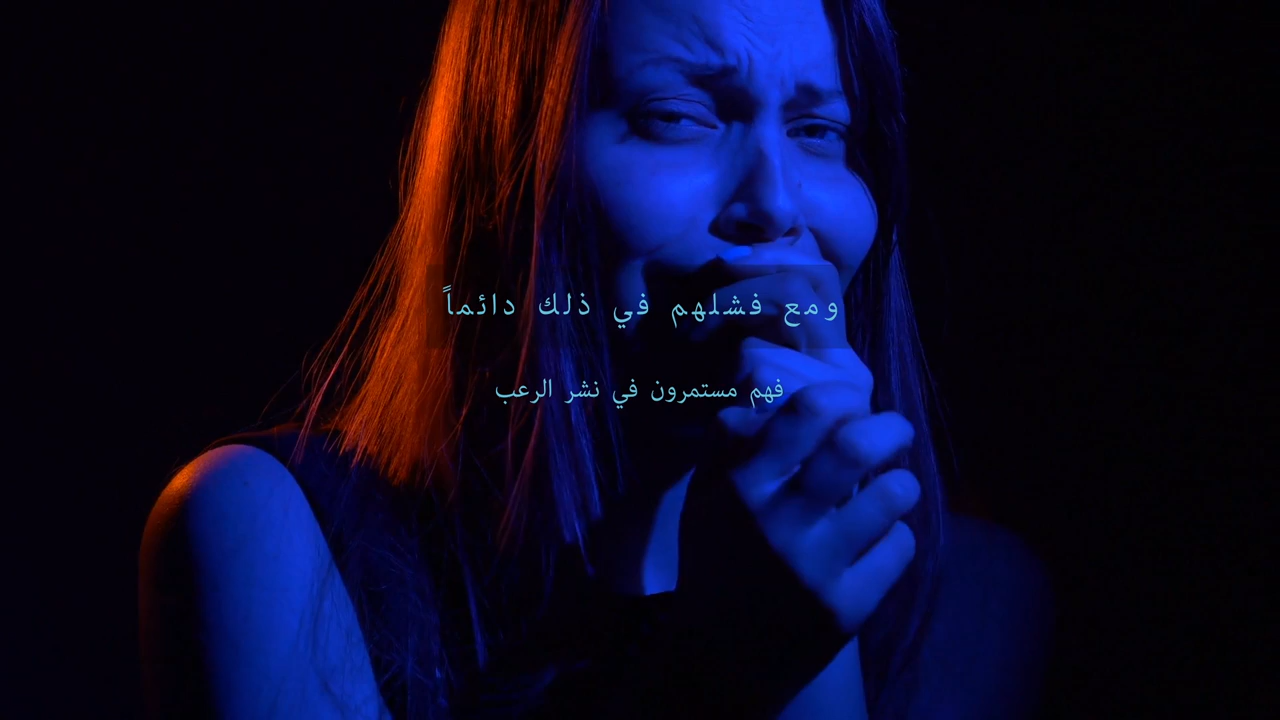 ومع فشلهم في ذلك دائماً
فهم مستمرون في نشر الرعب